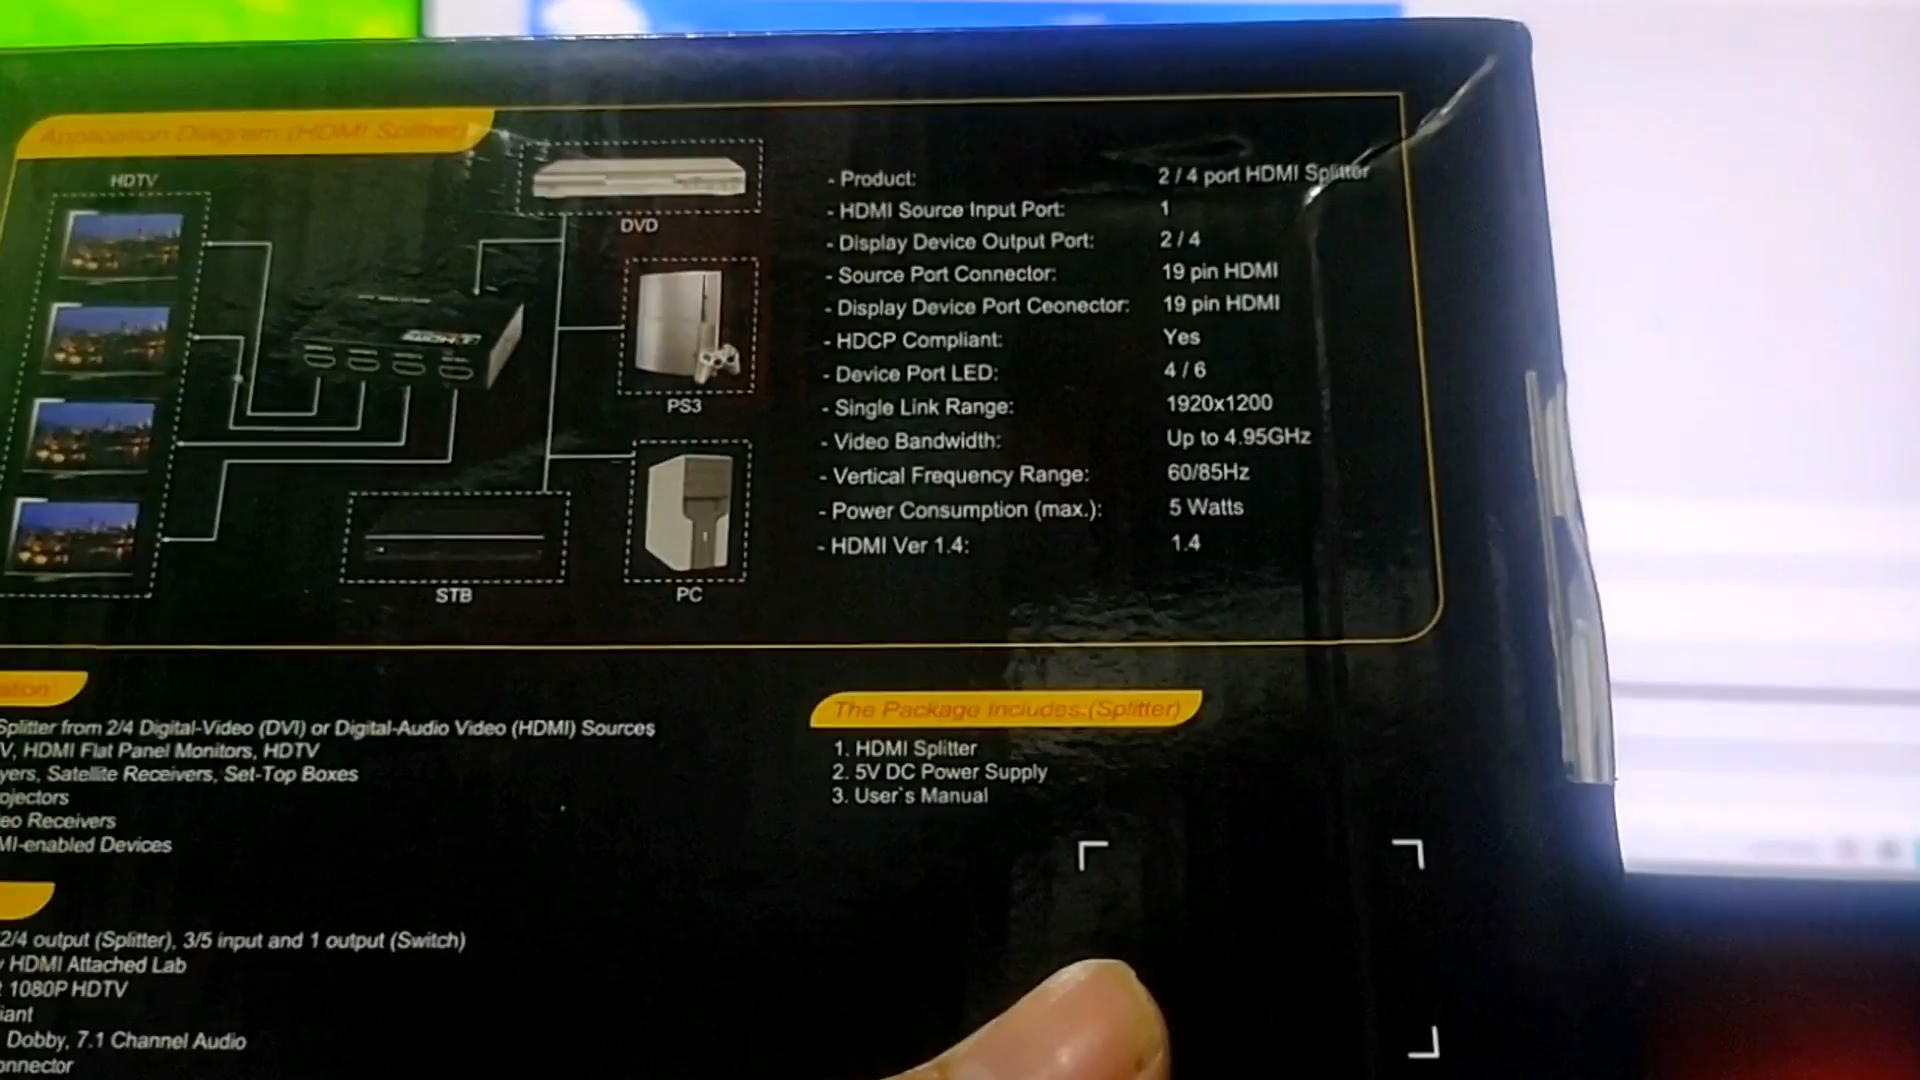 Application Diagram:(HDMI Splitter)
HDTV
DVD
PS3
STB
PC
- Product: 2 / 4 port HDMI Splitter
- HDMI Source Input Port: 1
- Display Device Output Port: 2 / 4
- Source Port Connector: 19 pin HDMI
- Display Device Port Ceonector: 19 pin HDMI
- HDCP Compliant: Yes
- Device Port LED: 4 / 6
- Single Link Range: 1920x1200
- Video Bandwidth: Up to 4.95GHz
- Vertical Frequency Range: 60/85Hz
- Power Consumption (max.): 5 Watts
- HDMI Ver 1.4: 1.4
Splitter from 2/4 Digital-Video (DVI) or Digital-Audio Video (HDMI) Sources
V, HDMI Flat Panel Monitors, HDTV
yers, Satellite Receivers, Set-Top Boxes
ojectors
eo Receivers
MI-enabled Devices
The Package Includes:(Splitter)
1. HDMI Splitter
2. 5V DC Power Supply
3. User`s Manual
2/4 output (Splitter), 3/5 input and 1 output (Switch)
HDMI Attached Lab
1080P HDTV
iant
Dobby, 7.1 Channel Audio
onnector